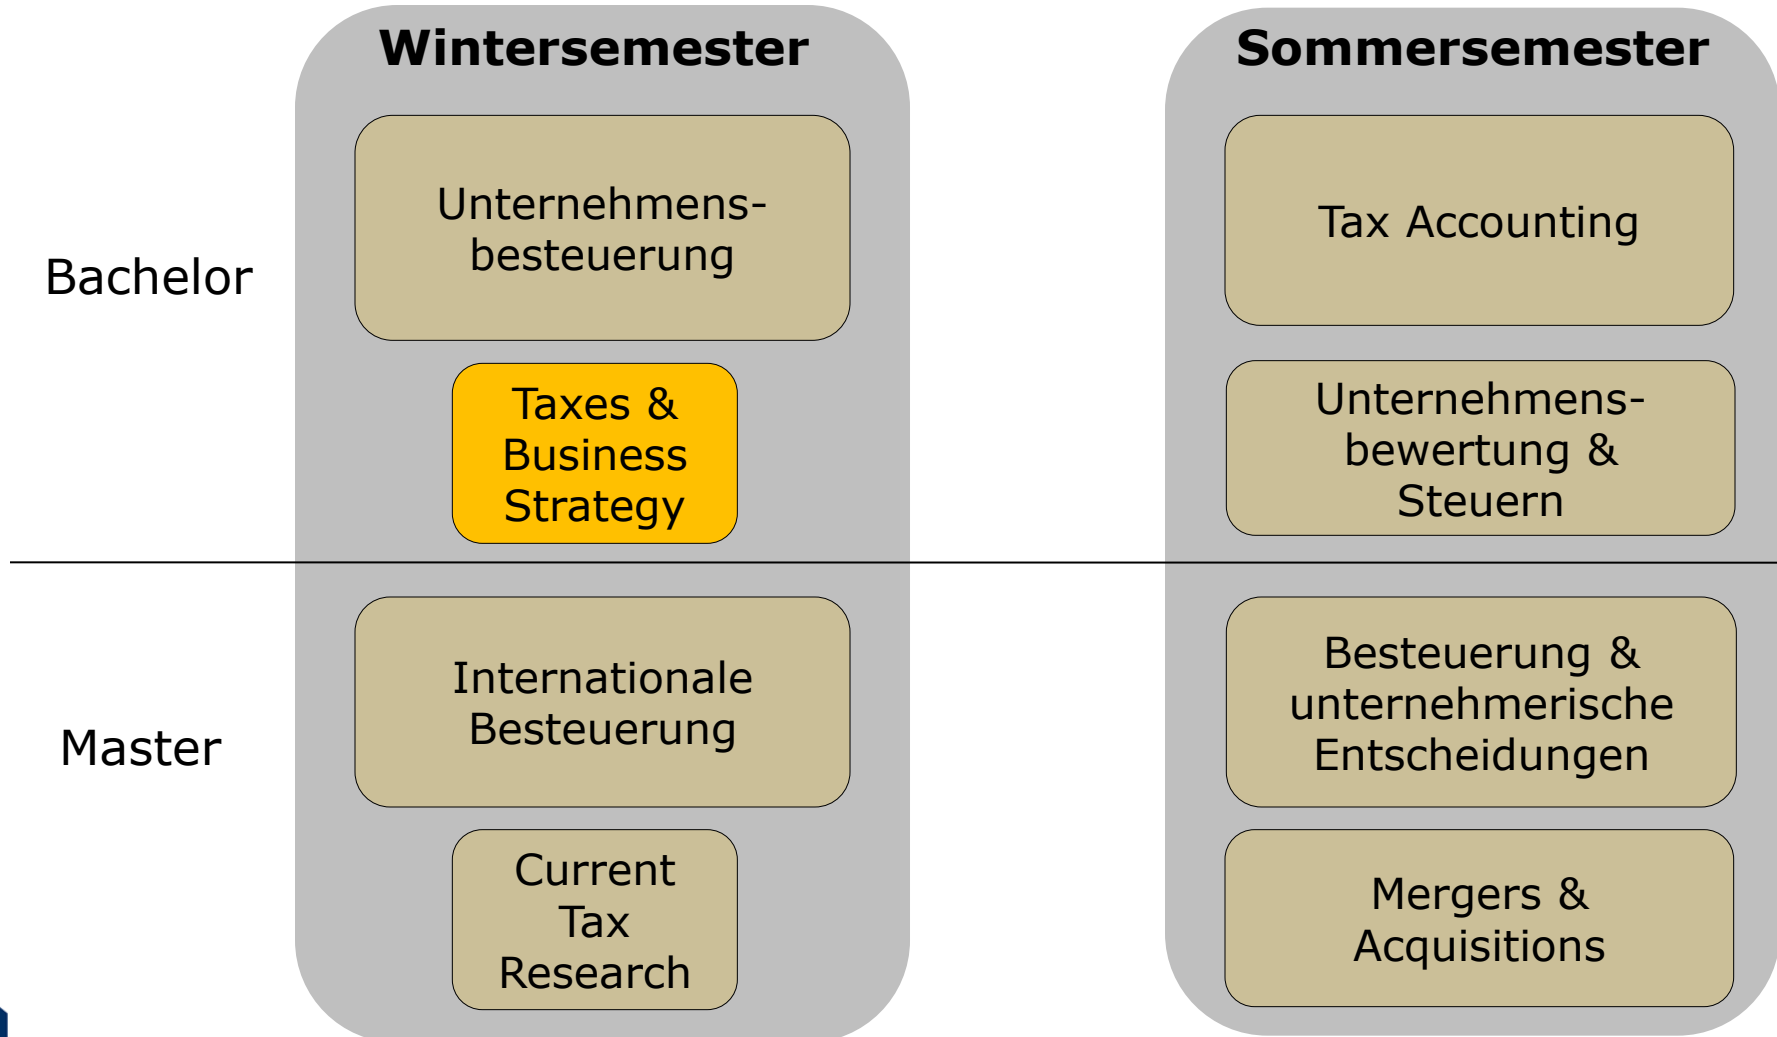 Wintersemester
Sommersemester
Bachelor
Unternehmens-
besteuerung
Tax Accounting
Taxes &
Business
Strategy
Unternehmens-
bewertung &
Steuern
Master
Internationale
Besteuerung
Besteuerung &
unternehmerische
Entscheidungen
Current
Tax
Research
Mergers &
Acquisitions